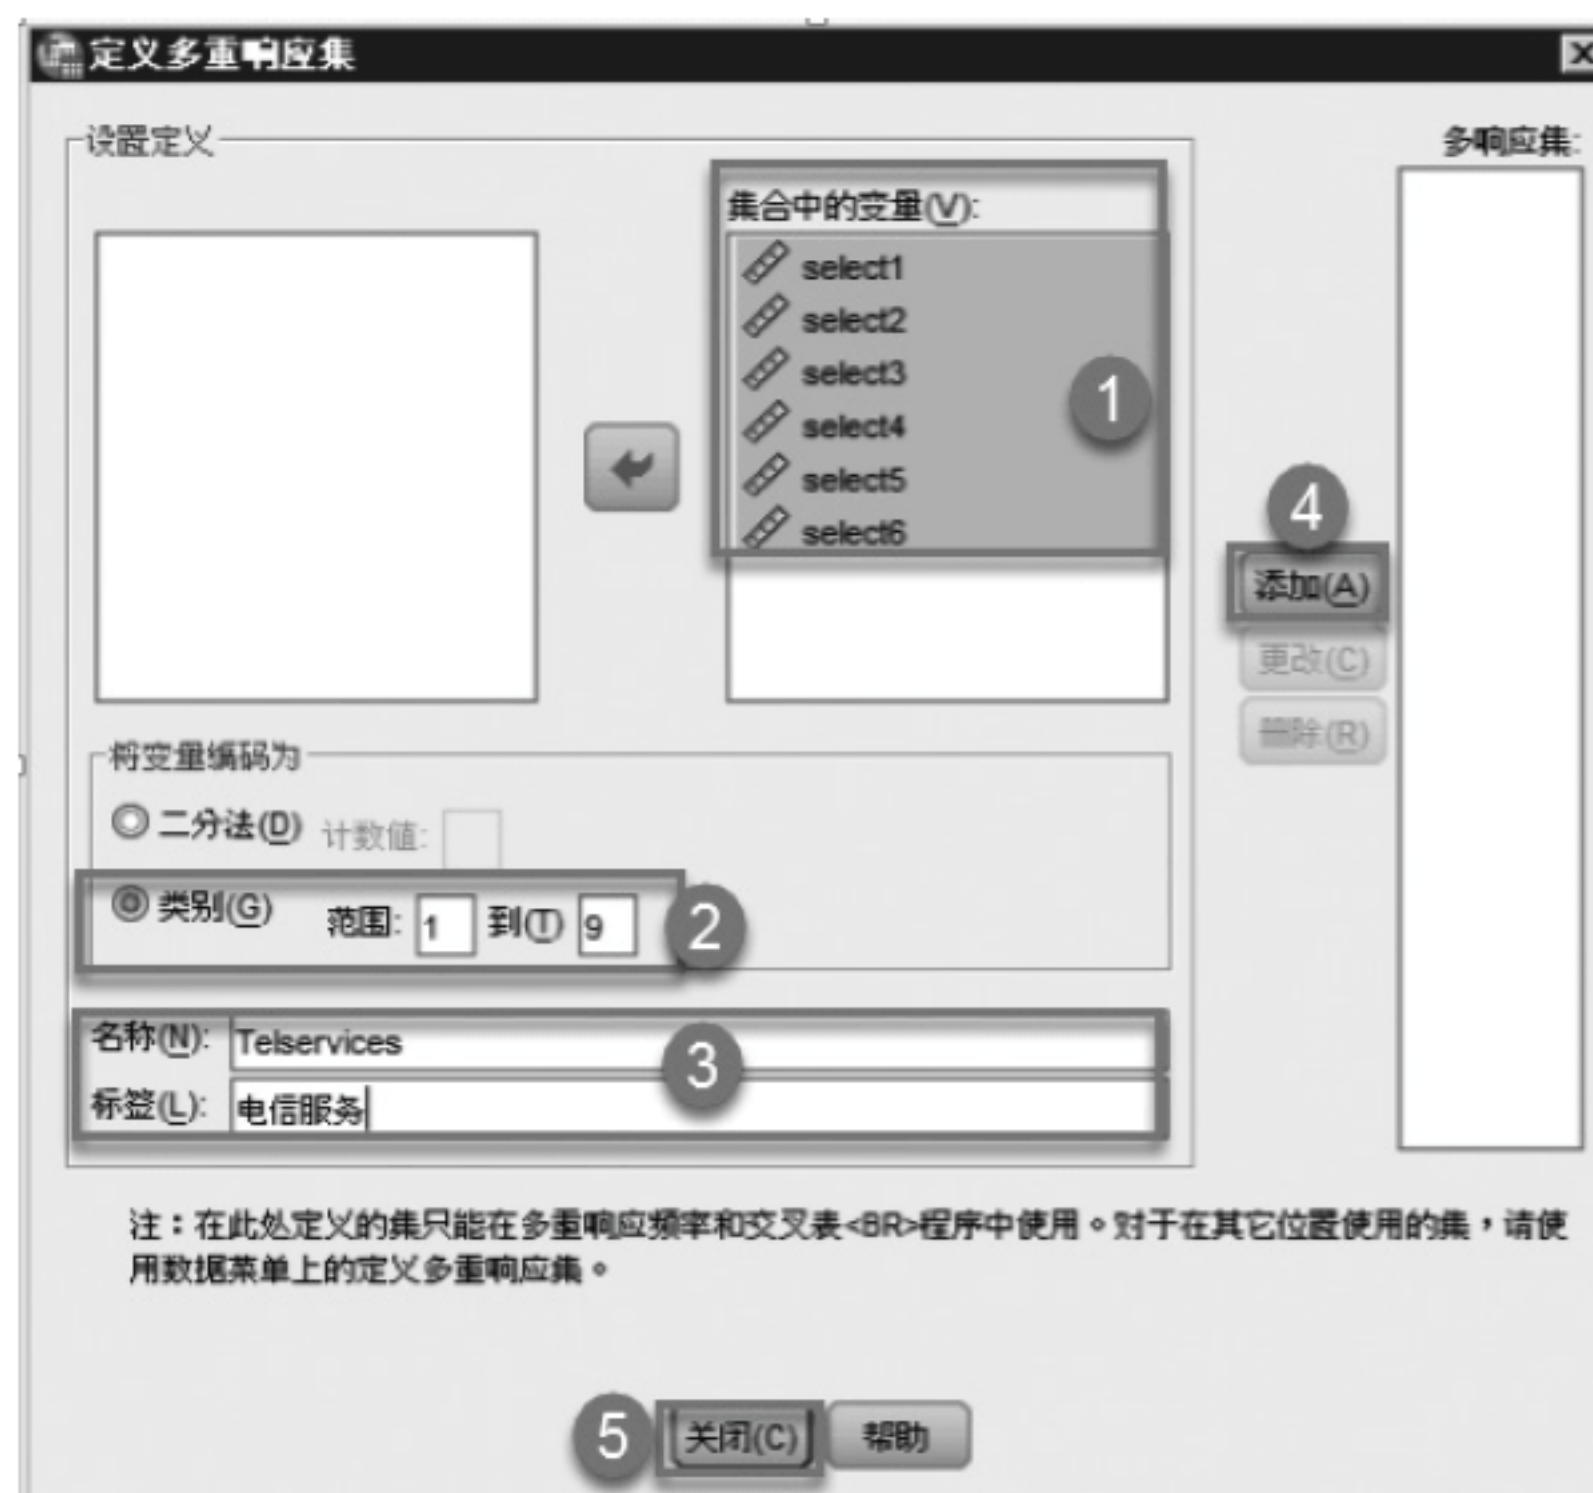 定义多重响应集
设置定义
多响应集:
集合中的变量(V):
select1
select2
select3
1
select4
select5
select6
4
添加(A)
更改(C)
删除(R)
将变量编码为
二分法(D) 计数值:
类别(G) 范围: 1 到(T) 9
2
名称(N): Telservices
3
标签(L): 电信服务
注：在此处定义的集只能在多重响应频率和交叉表<BR>程序中使用。对于在其它位置使用的集，请使
用数据菜单上的定义多重响应集。
5 关闭(C) 帮助